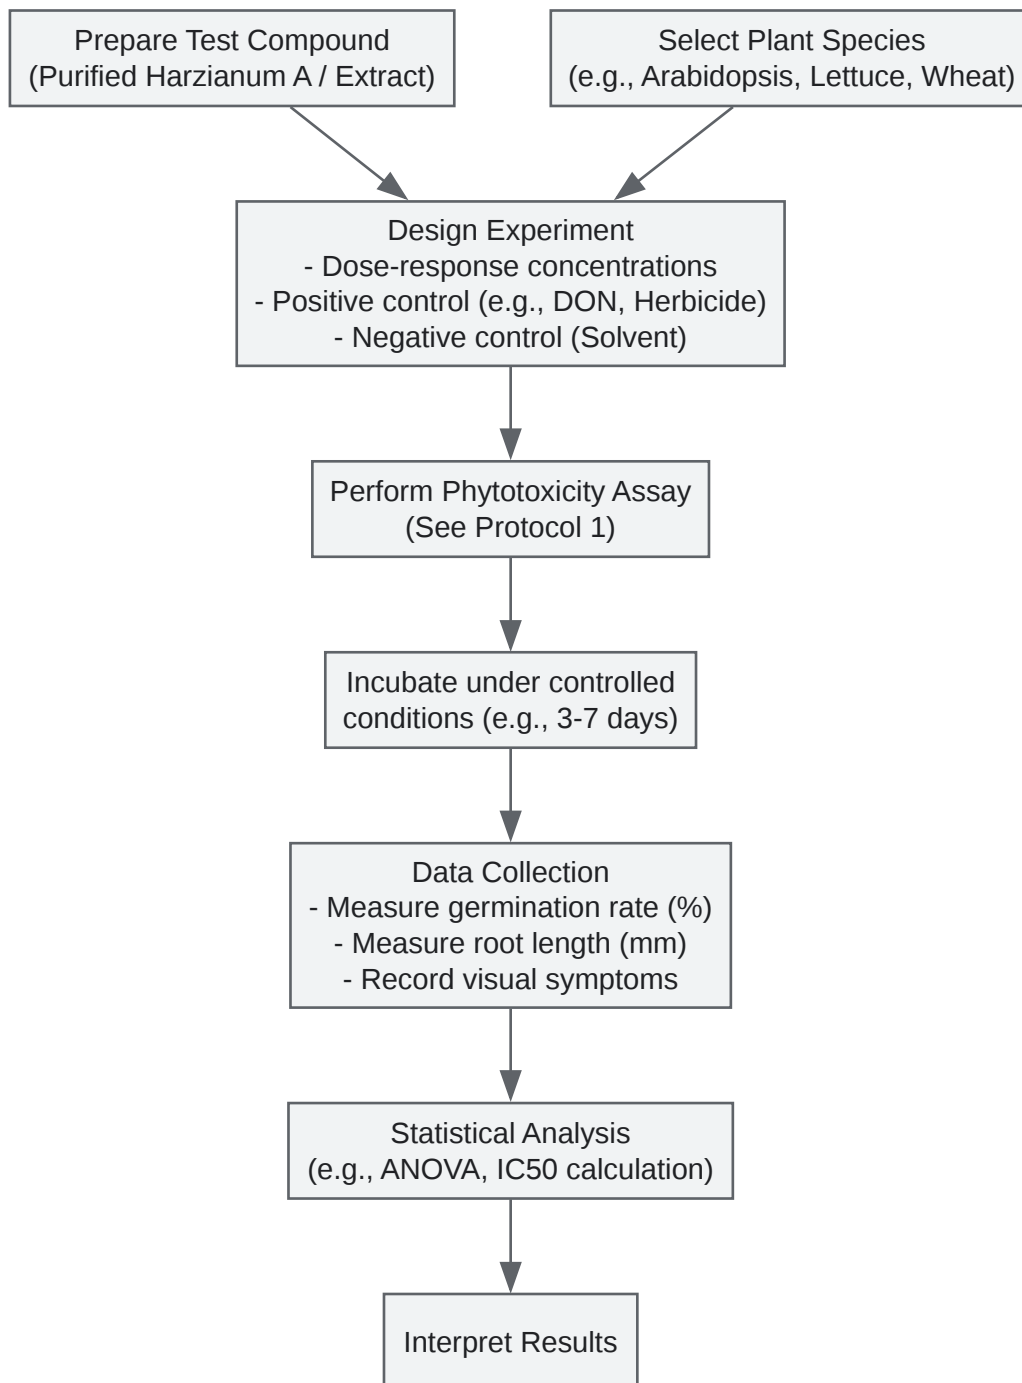 Prepare Test Compound
(Purified Harzianum A / Extract)
Select Plant Species
(e.g., Arabidopsis, Lettuce, Wheat)
Design Experiment
- Dose-response concentrations
- Positive control (e.g., DON, Herbicide)
- Negative control (Solvent)
Perform Phytotoxicity Assay
(See Protocol 1)
Incubate under controlled
conditions (e.g., 3-7 days)
Data Collection
- Measure germination rate (%)
- Measure root length (mm)
- Record visual symptoms
Statistical Analysis
(e.g., ANOVA, IC50 calculation)
Interpret Results